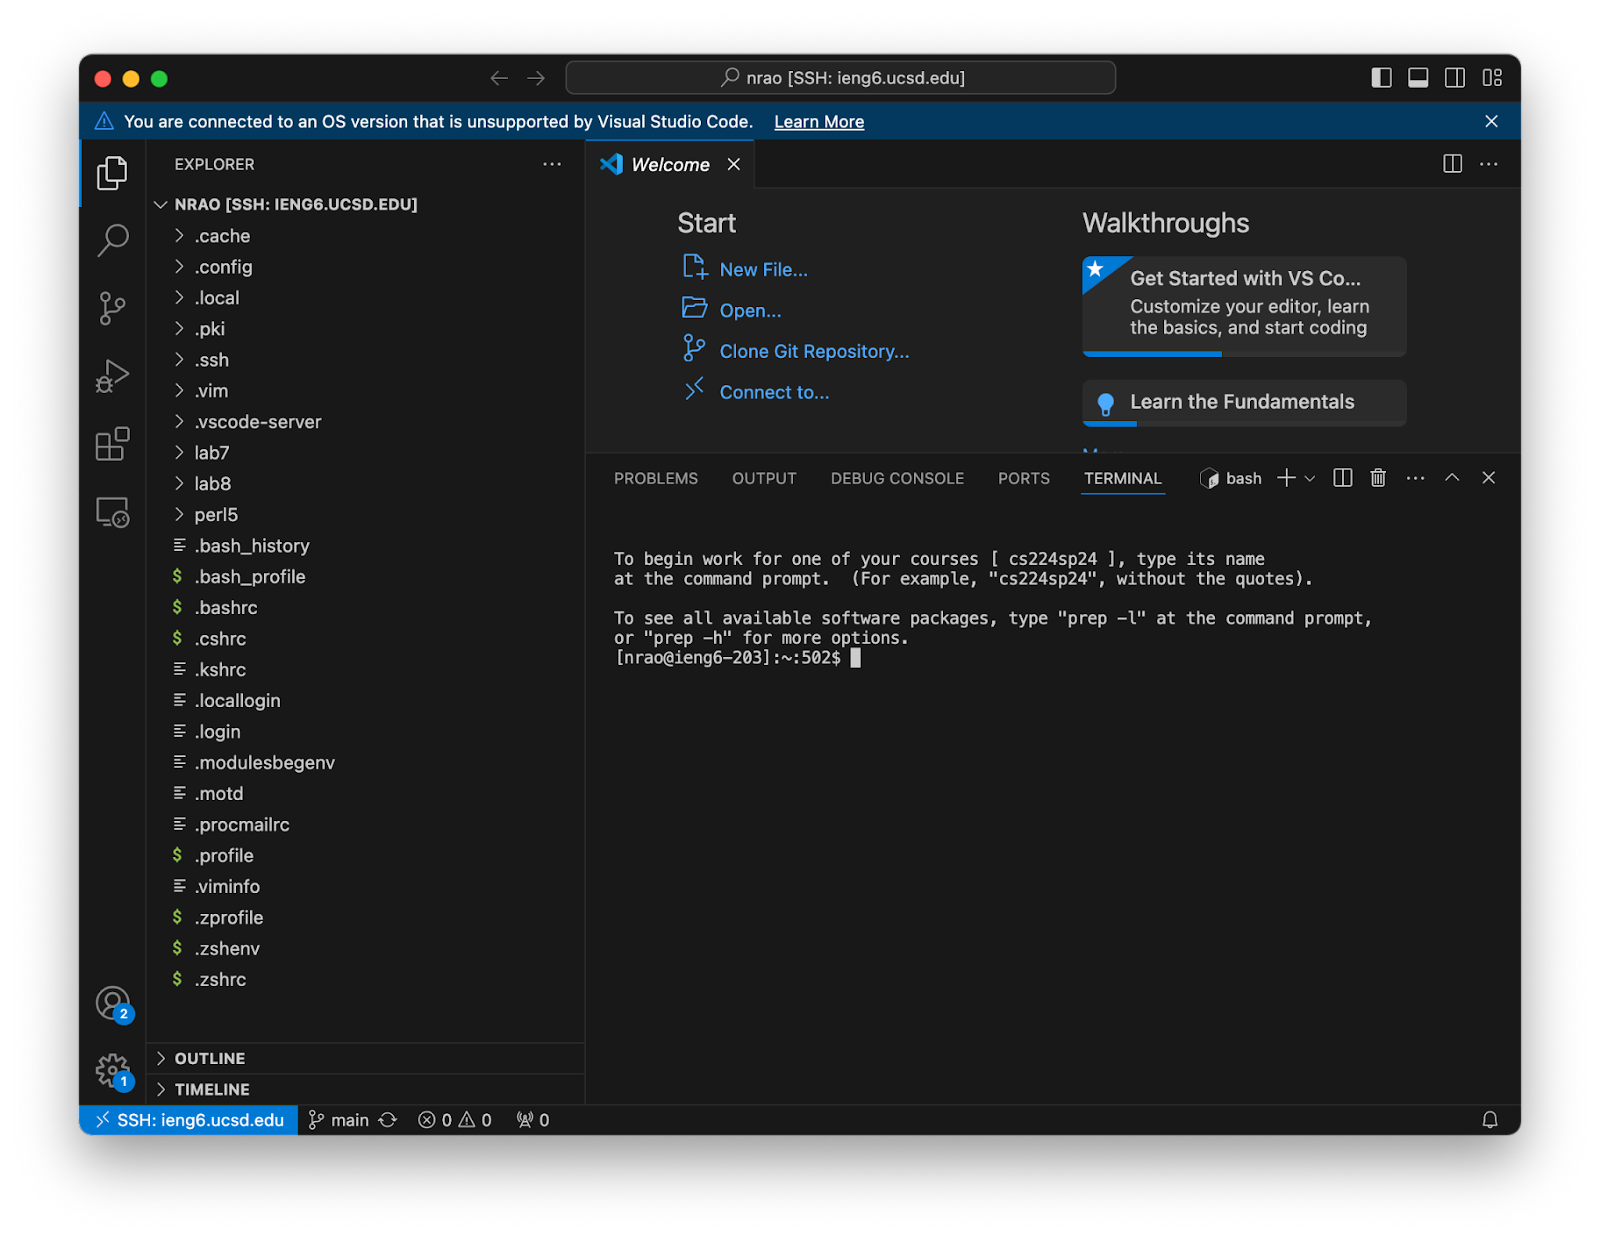 nrao [SSH: ieng6.ucsd.edu]
You are connected to an OS version that is unsupported by Visual Studio Code. Learn More
EXPLORER
NRAO [SSH: IENG6.UCSD.EDU]
.cache
.config
.local
.pki
.ssh
.vim
.vscode-server
lab7
lab8
perl5
.bash_history
$ .bash_profile
$ .bashrc
$ .cshrc
.kshrc
.locallogin
.login
.modulesbegenv
.motd
.procmailrc
$ .profile
.viminfo
$ .zprofile
$ .zshenv
$ .zshrc
OUTLINE
TIMELINE
2
1
Welcome
Start
New File...
Open...
Clone Git Repository...
Connect to...
Walkthroughs
Get Started with VS Co...
Customize your editor, learn
the basics, and start coding
Learn the Fundamentals
PROBLEMS OUTPUT DEBUG CONSOLE PORTS TERMINAL bash
To begin work for one of your courses [ cs224sp24 ], type its name
at the command prompt.  (For example, "cs224sp24", without the quotes).
To see all available software packages, type "prep -l" at the command prompt,
or "prep -h" for more options.
[nrao@ieng6-203]:~:502$
SSH: ieng6.ucsd.edu main 0 0 0